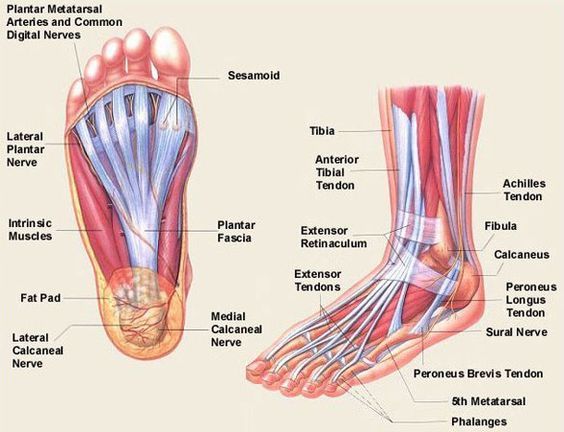 Plantar Metatarsal
Arteries and Common
Digital Nerves
Sesamoid
Lateral
Plantar
Nerve
Intrinsic
Muscles
Plantar
Fascia
Fat Pad
Lateral
Calcaneal
Nerve
Medial
Calcaneal
Nerve
Tibia
Anterior
Tibial
Tendon
Achilles
Tendon
Extensor
Retinaculum
Fibula
Calcaneus
Extensor
Tendons
Peroneus
Longus
Tendon
Sural Nerve
Peroneus Brevis Tendon
5th Metatarsal
Phalanges